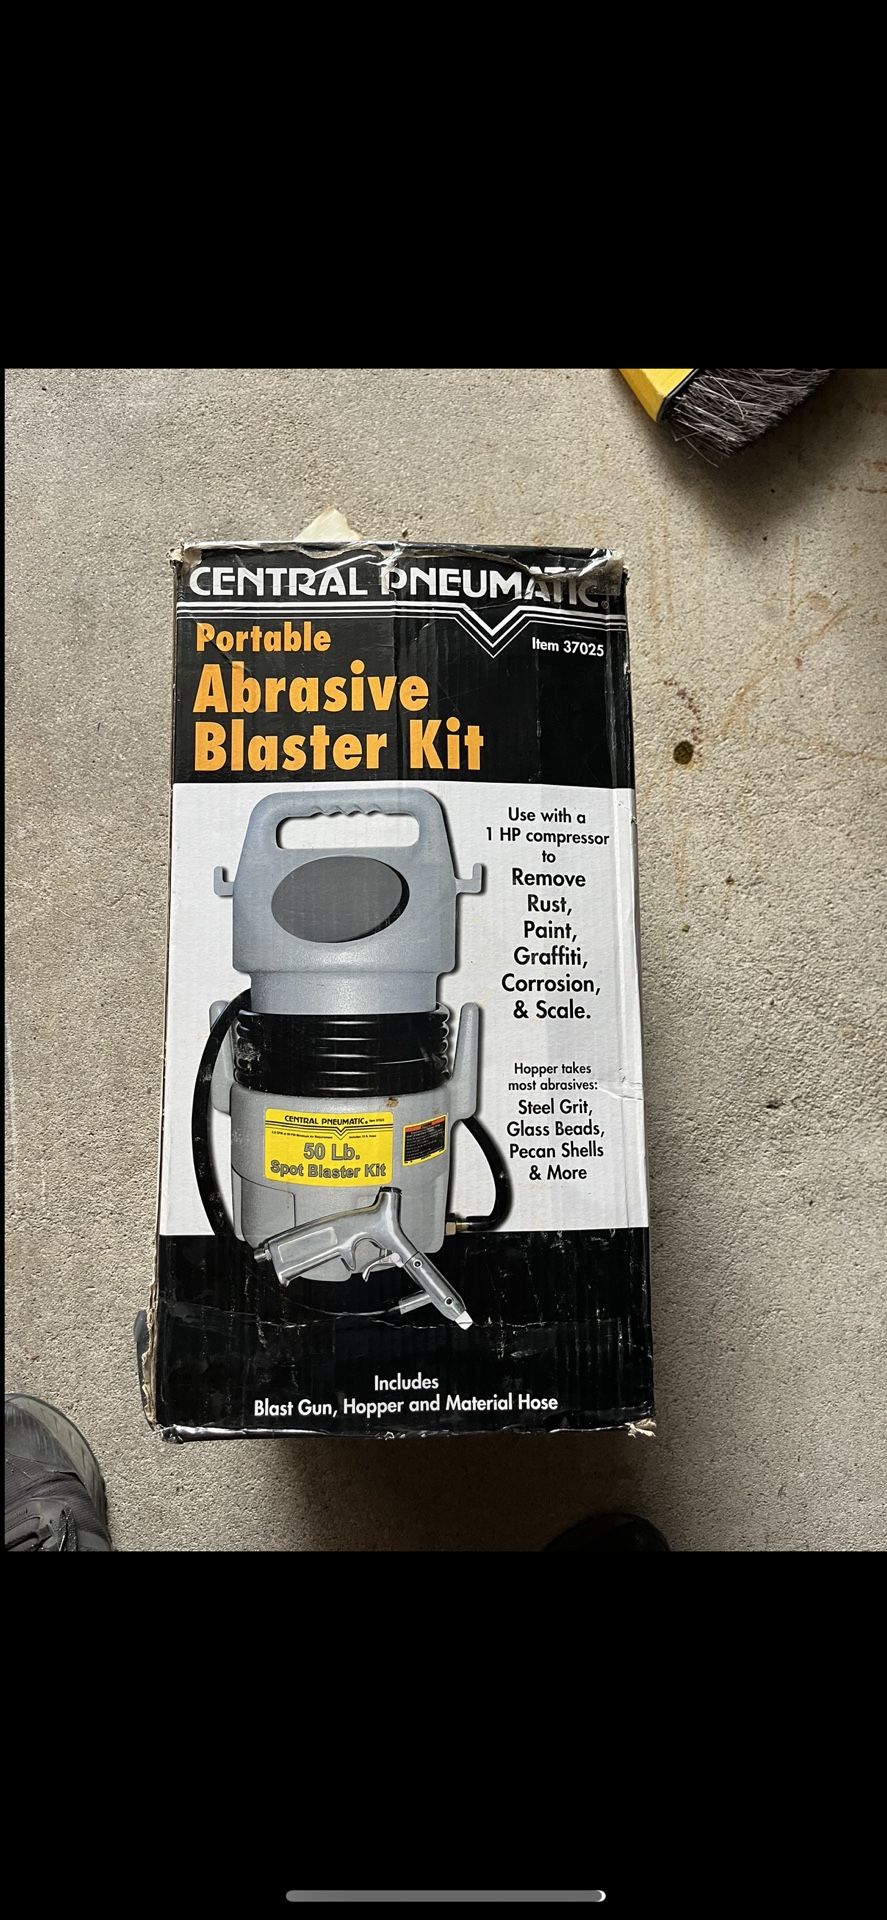 CENTRAL PNEUMATIC®
Portable
Item 37025
Abrasive
Blaster Kit
Use with a
1 HP compressor
to
Remove
Rust,
Paint,
Graffiti,
Corrosion,
& Scale.
Hopper takes
most abrasives:
Steel Grit,
Glass Beads,
Pecan Shells
& More
CENTRAL PNEUMATIC®
50 Lb.
Spot Blaster Kit
Includes
Blast Gun, Hopper and Material Hose